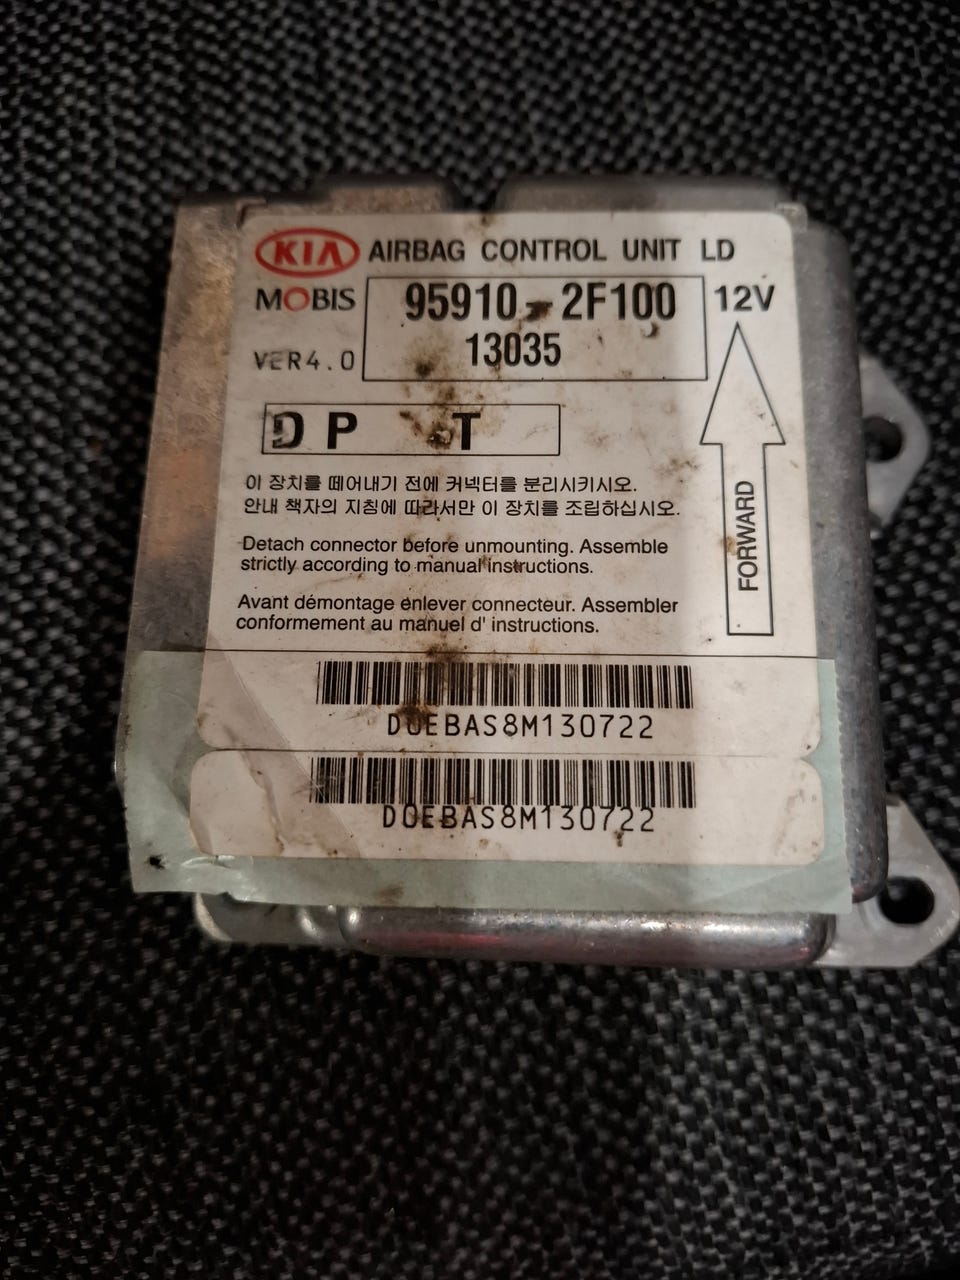 KIA AIRBAG CONTROL UNIT LD
MOBIS 95910-2F100 12V
VER4.0 13035
DP T
이 장치를 떼어내기 전에 커넥터를 분리시키시오.
안내 책자의 지침에 따라서만 이 장치를 조립하십시오.
Detach connector before unmounting. Assemble
strictly according to manual instructions.
Avant démontage enlever connecteur. Assembler
conformement au manuel d' instructions.
FORWARD
D0EBAS8M130722
D0EBAS8M130722